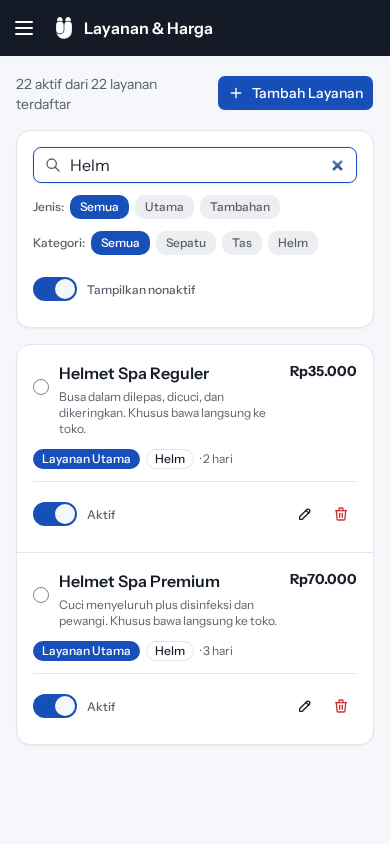 Layanan & Harga
22 aktif dari 22 layanan
terdaftar
Tambah Layanan
Helm
Jenis: Semua Utama Tambahan
Kategori: Semua Sepatu Tas Helm
Tampilkan nonaktif
Helmet Spa Reguler Rp35.000
Busa dalam dilepas, dicuci, dan
dikeringkan. Khusus bawa langsung ke
toko.
Layanan Utama Helm ·2 hari
Aktif
Helmet Spa Premium Rp70.000
Cuci menyeluruh plus disinfeksi dan
pewangi. Khusus bawa langsung ke toko.
Layanan Utama Helm ·3 hari
Aktif